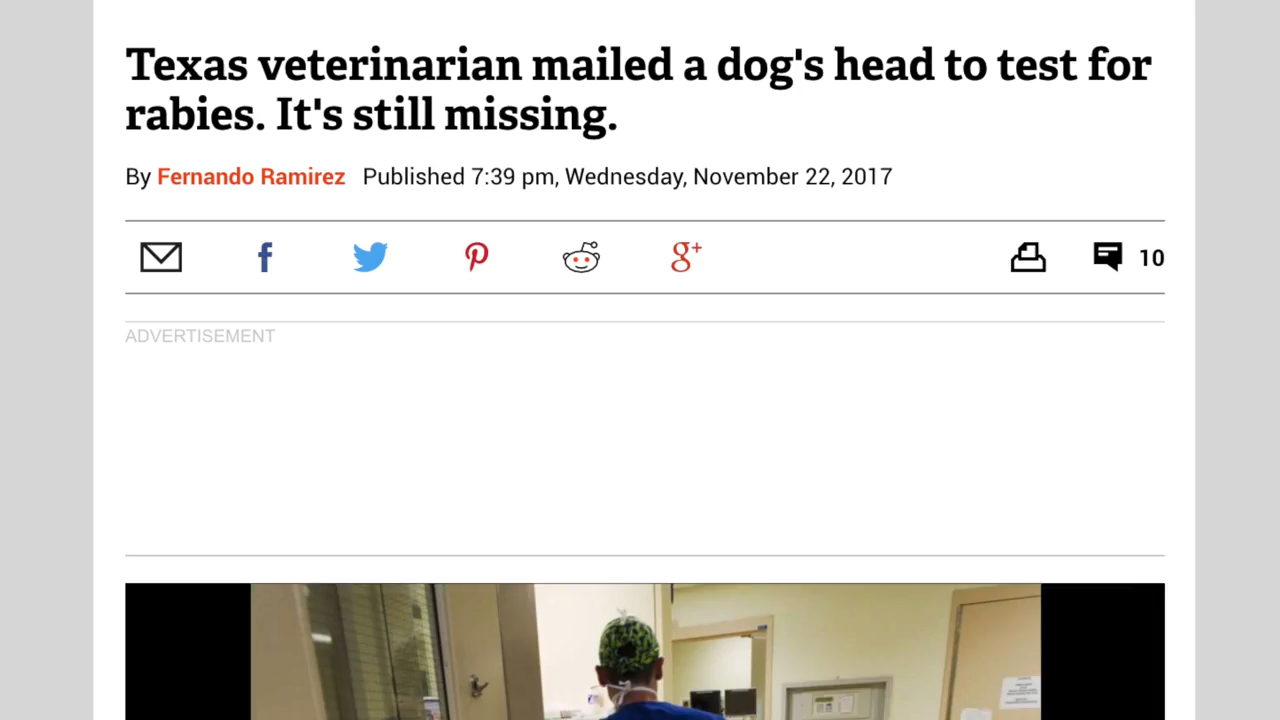 Texas veterinarian mailed a dog's head to test for
rabies. It's still missing.
By Fernando Ramirez Published 7:39 pm, Wednesday, November 22, 2017
10
ADVERTISEMENT